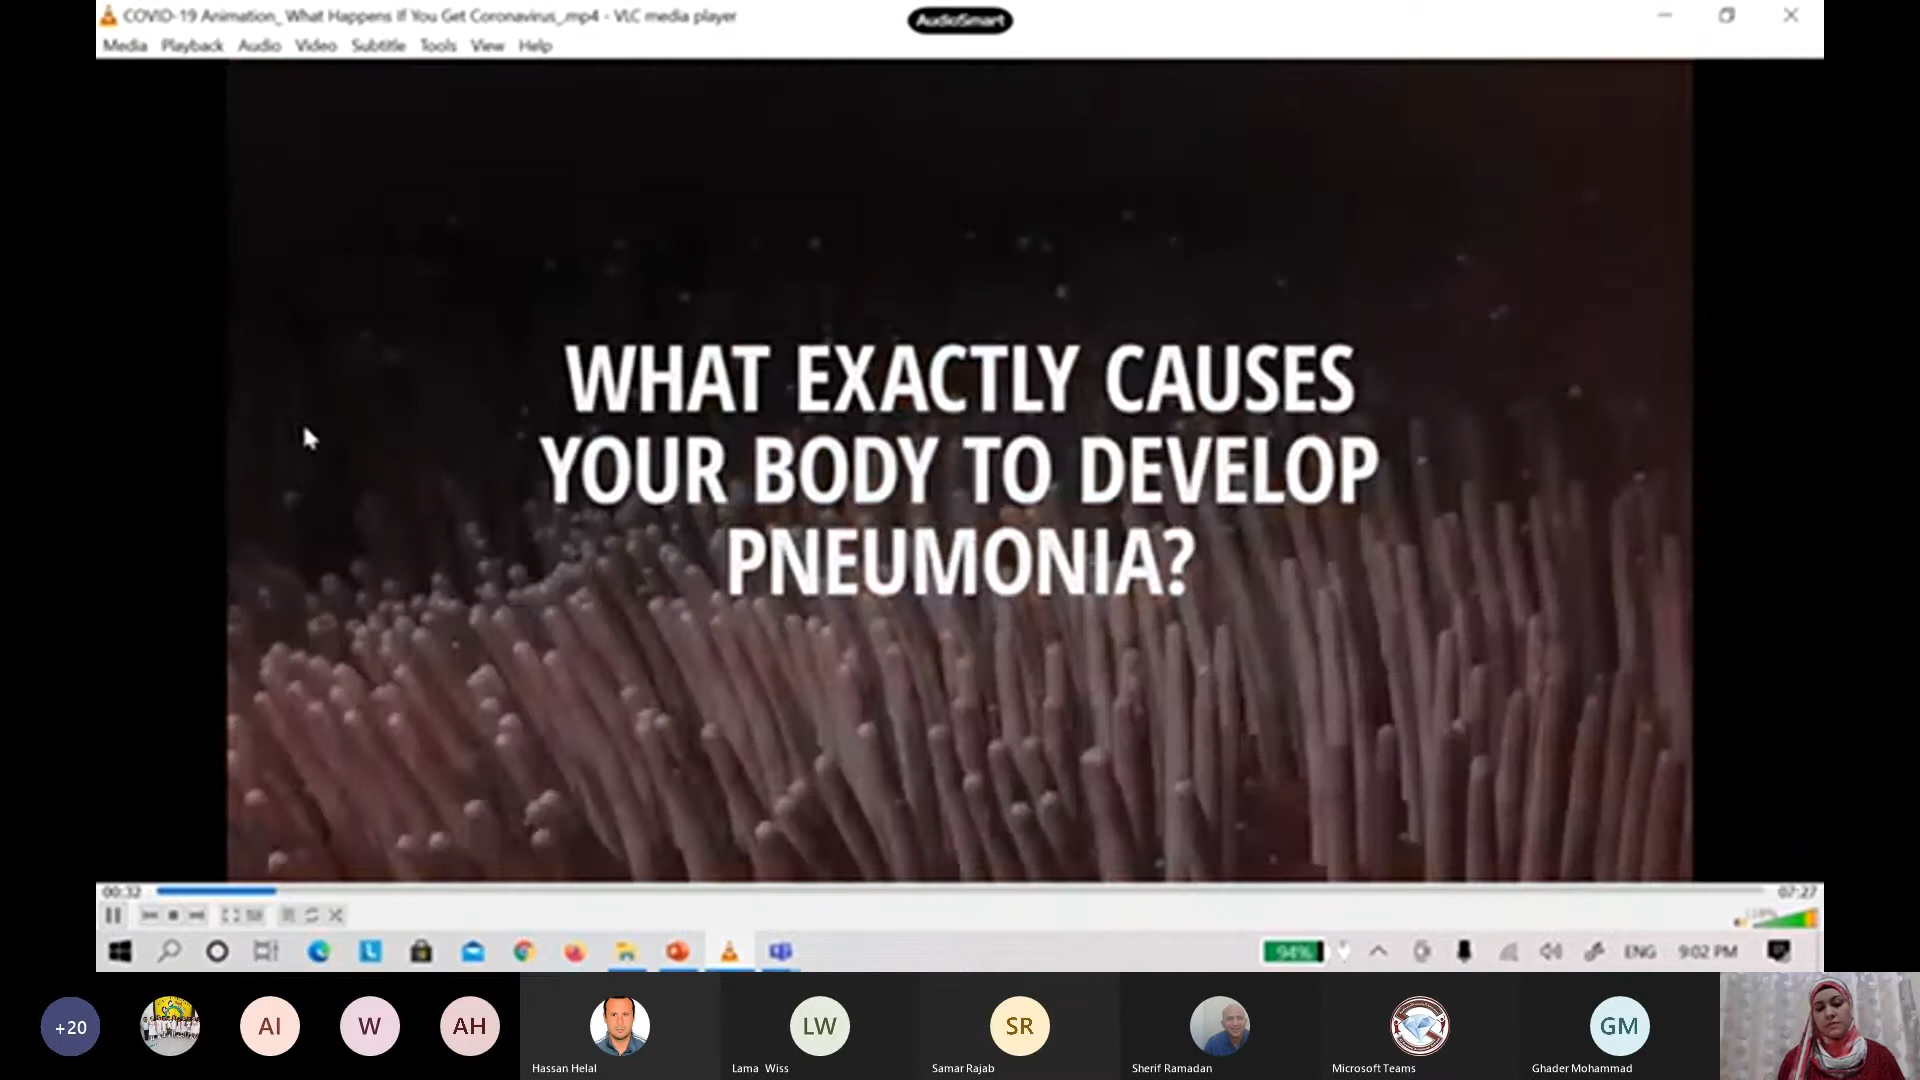 COVID-19 Animation_ What Happens If You Get Coronavirus_.mp4 - VLC media player
AudioSmart
Media Playback Audio Video Subtitle Tools View Help
WHAT EXACTLY CAUSES
YOUR BODY TO DEVELOP
PNEUMONIA?
00:32
07:27
94%
ENG
9:02 PM
+20
AI
W
AH
LW
SR
GM
Hassan Helal
Lama Wiss
Samar Rajab
Sherif Ramadan
Microsoft Teams
Ghader Mohammad